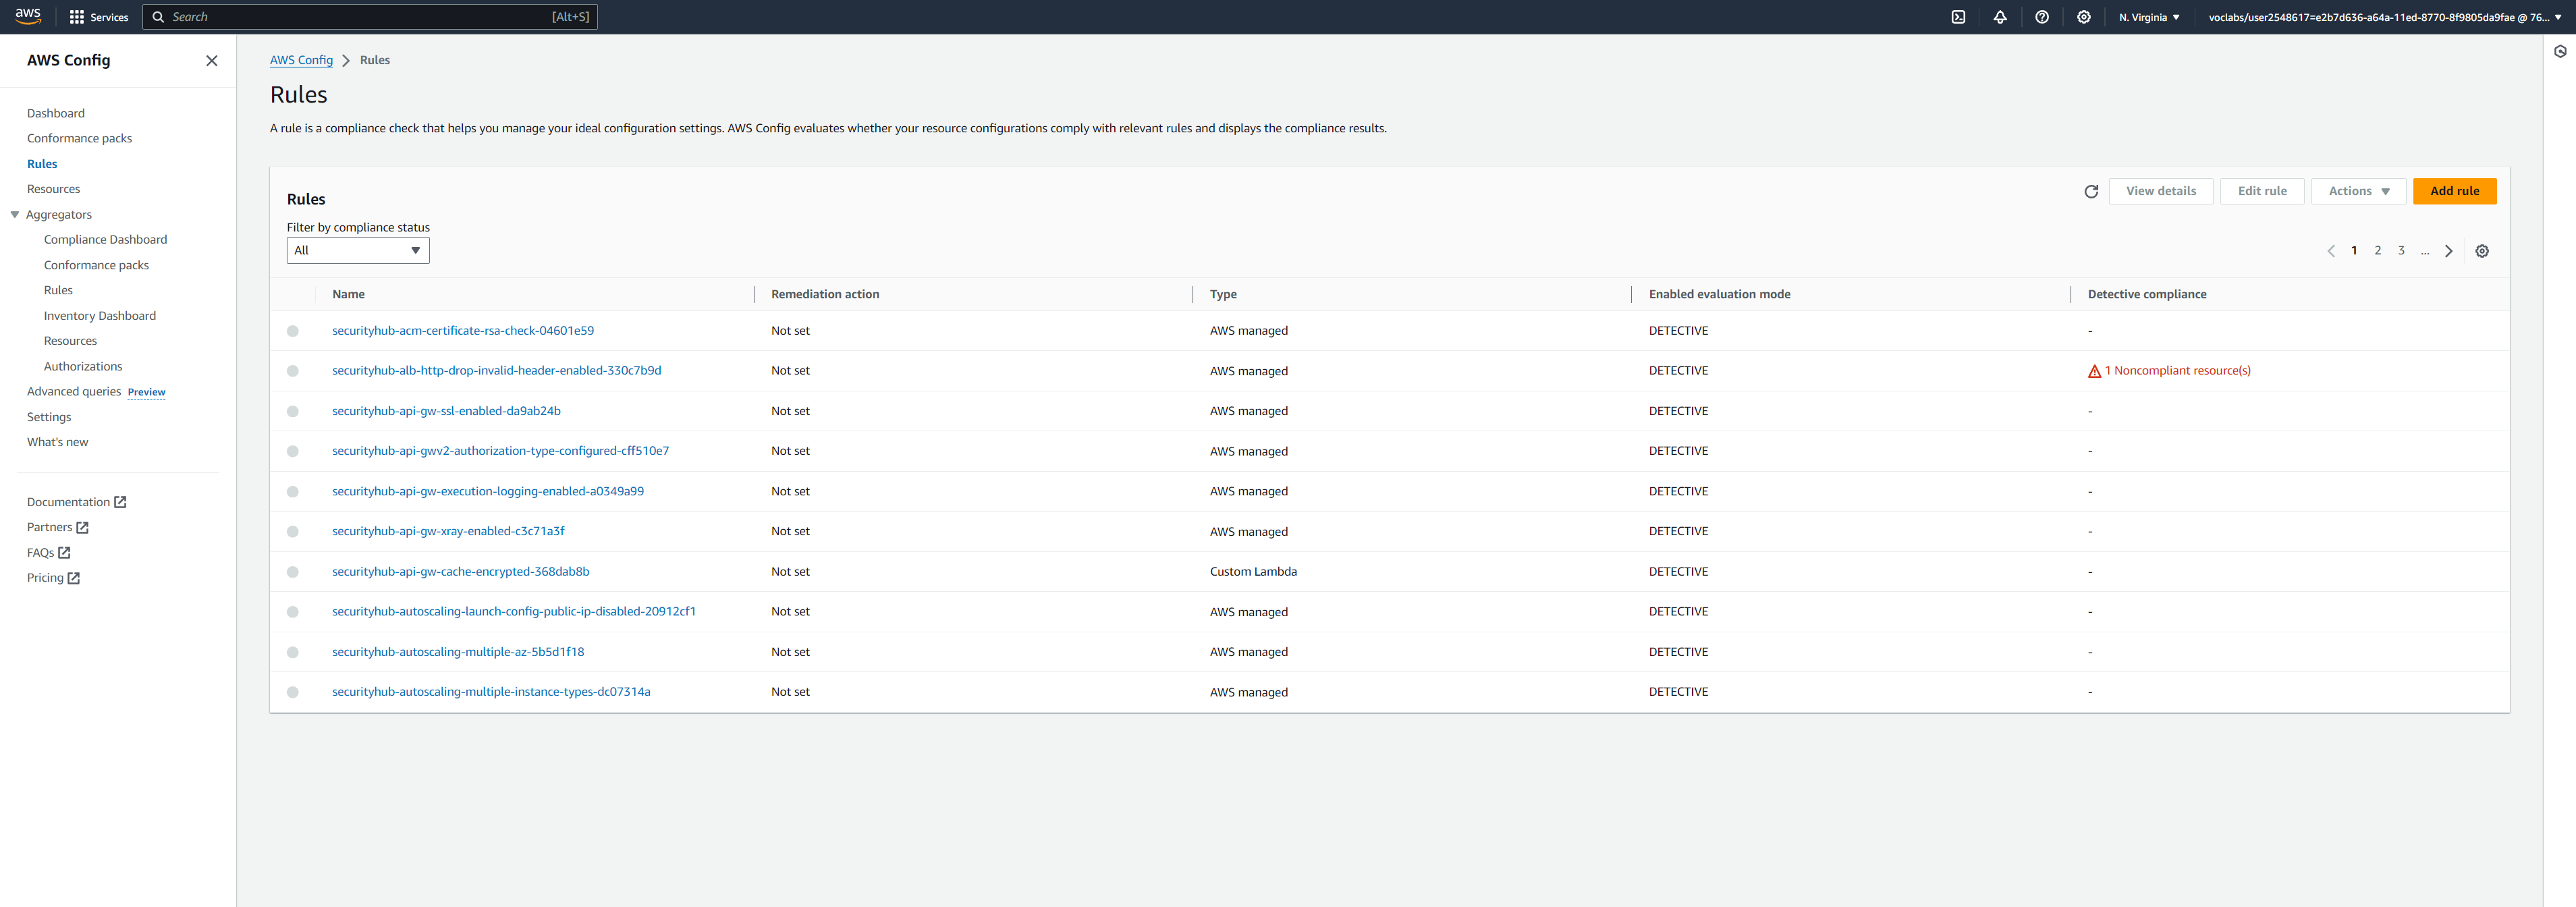 aws Services Search [Alt+S] N. Virginia voclabs/user2548617=e2b7d636-a64a-11ed-8770-8f9805da9fae @ 76...
AWS Config
Dashboard
Conformance packs
Rules
Resources
Aggregators
Compliance Dashboard
Conformance packs
Rules
Inventory Dashboard
Resources
Authorizations
Advanced queries Preview
Settings
What's new
Documentation
Partners
FAQs
Pricing
AWS Config > Rules
Rules
A rule is a compliance check that helps you manage your ideal configuration settings. AWS Config evaluates whether your resource configurations comply with relevant rules and displays the compliance results.
Rules
View details Edit rule Actions Add rule
Filter by compliance status
All
1 2 3 ...
Name Remediation action Type Enabled evaluation mode Detective compliance
securityhub-acm-certificate-rsa-check-04601e59 Not set AWS managed DETECTIVE -
securityhub-alb-http-drop-invalid-header-enabled-330c7b9d Not set AWS managed DETECTIVE 1 Noncompliant resource(s)
securityhub-api-gw-ssl-enabled-da9ab24b Not set AWS managed DETECTIVE -
securityhub-api-gwv2-authorization-type-configured-cff510e7 Not set AWS managed DETECTIVE -
securityhub-api-gw-execution-logging-enabled-a0349a99 Not set AWS managed DETECTIVE -
securityhub-api-gw-xray-enabled-c3c71a3f Not set AWS managed DETECTIVE -
securityhub-api-gw-cache-encrypted-368dab8b Not set Custom Lambda DETECTIVE -
securityhub-autoscaling-launch-config-public-ip-disabled-20912cf1 Not set AWS managed DETECTIVE -
securityhub-autoscaling-multiple-az-5b5d1f18 Not set AWS managed DETECTIVE -
securityhub-autoscaling-multiple-instance-types-dc07314a Not set AWS managed DETECTIVE -